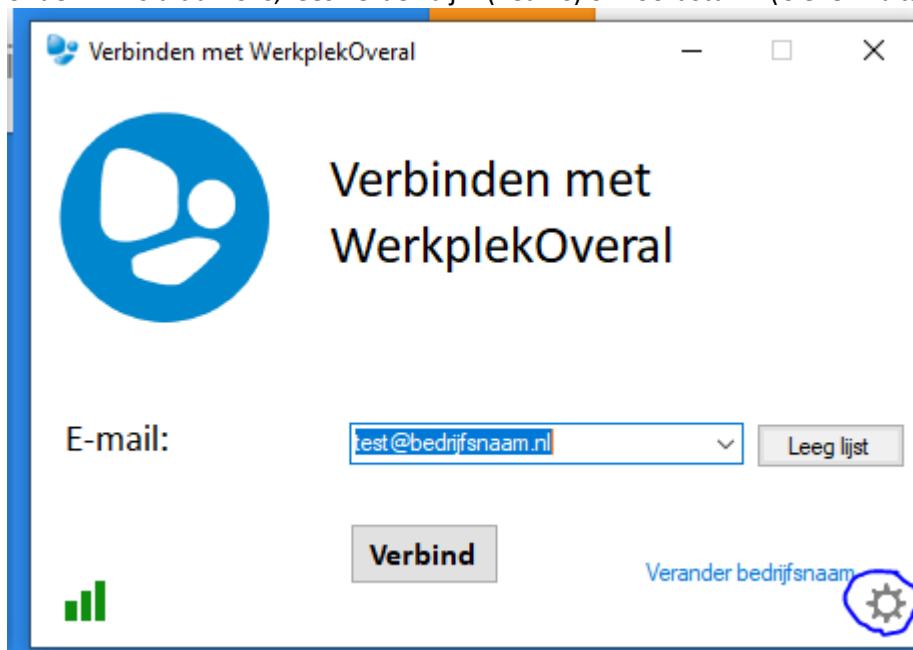 Verbinden met WerkplekOveral
Verbinden met
WerkplekOveral
E-mail:
test@bedrijfsnaam.nl
Leeg lijst
Verbind
Verander bedrijfsnaam